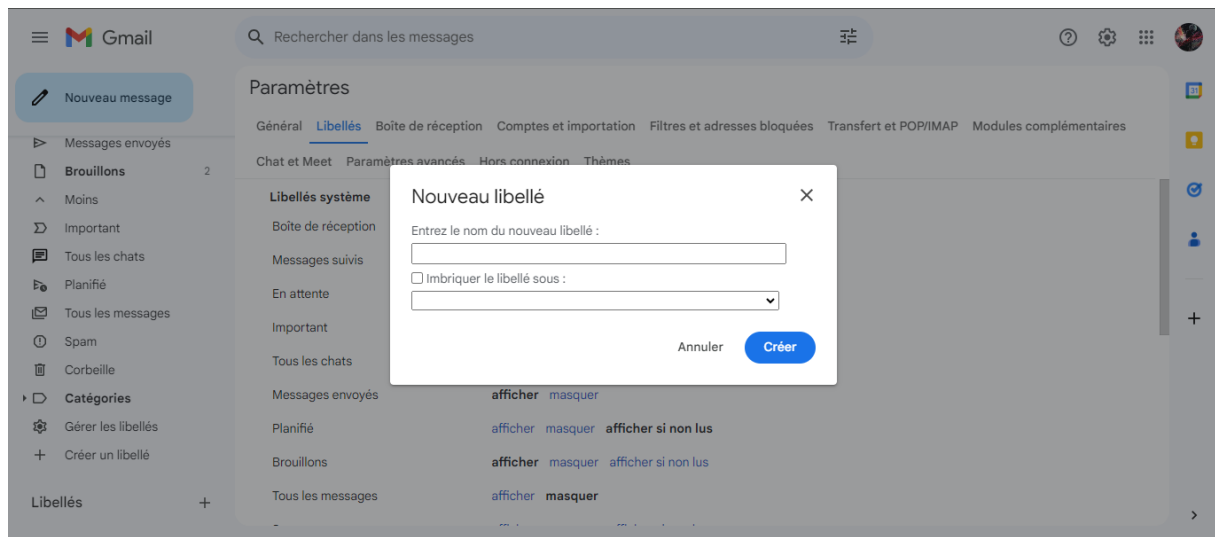 Gmail
Rechercher dans les messages
31
Nouveau message
Messages envoyés
Brouillons 2
Moins
Important
Tous les chats
Planifié
Tous les messages
Spam
Corbeille
Catégories
Gérer les libellés
Créer un libellé
Libellés
Paramètres
Général Libellés Boîte de réception Comptes et importation Filtres et adresses bloquées Transfert et POP/IMAP Modules complémentaires
Chat et Meet Paramètres avancés Hors connexion Thèmes
Libellés système
Boîte de réception
Messages suivis
En attente
Important
Tous les chats
Messages envoyés afficher masquer
Planifié afficher masquer afficher si non lus
Brouillons afficher masquer afficher si non lus
Tous les messages afficher masquer
Nouveau libellé
Entrez le nom du nouveau libellé :
Imbriquer le libellé sous :
Annuler Créer